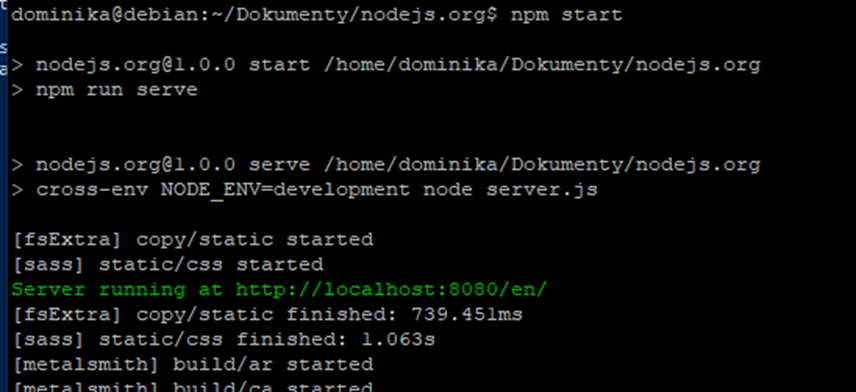 dominika@debian:~/Dokumenty/nodejs.org$ npm start
> nodejs.org@1.0.0 start /home/dominika/Dokumenty/nodejs.org
> npm run serve
> nodejs.org@1.0.0 serve /home/dominika/Dokumenty/nodejs.org
> cross-env NODE_ENV=development node server.js
[fsExtra] copy/static started
[sass] static/css started
Server running at http://localhost:8080/en/
[fsExtra] copy/static finished: 739.451ms
[sass] static/css finished: 1.063s
[metalsmith] build/ar started
[metalsmith] build/ca started